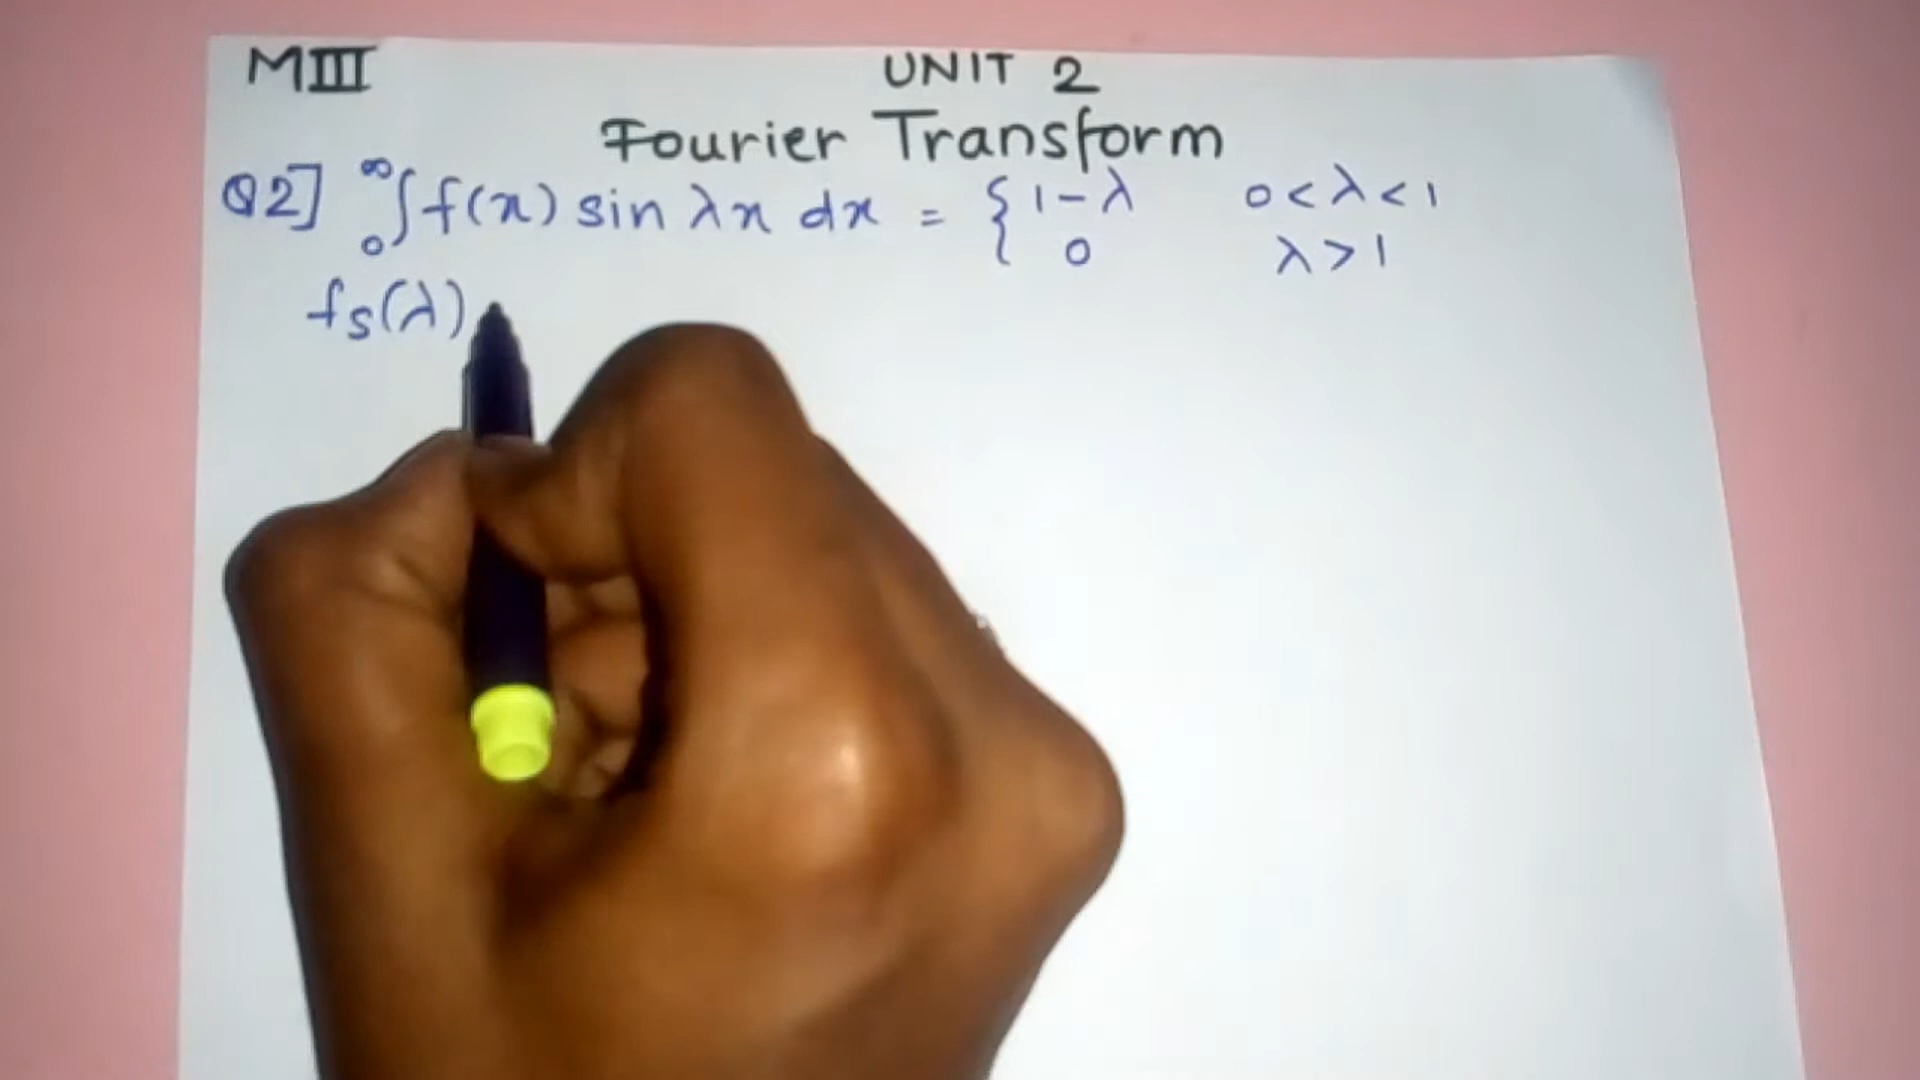 MIII UNIT 2
Fourier Transform
Q2] ∞ ∫ 0 f(x) sin λx dx = { 1-λ 0<λ<1
0 λ>1
fs(λ)